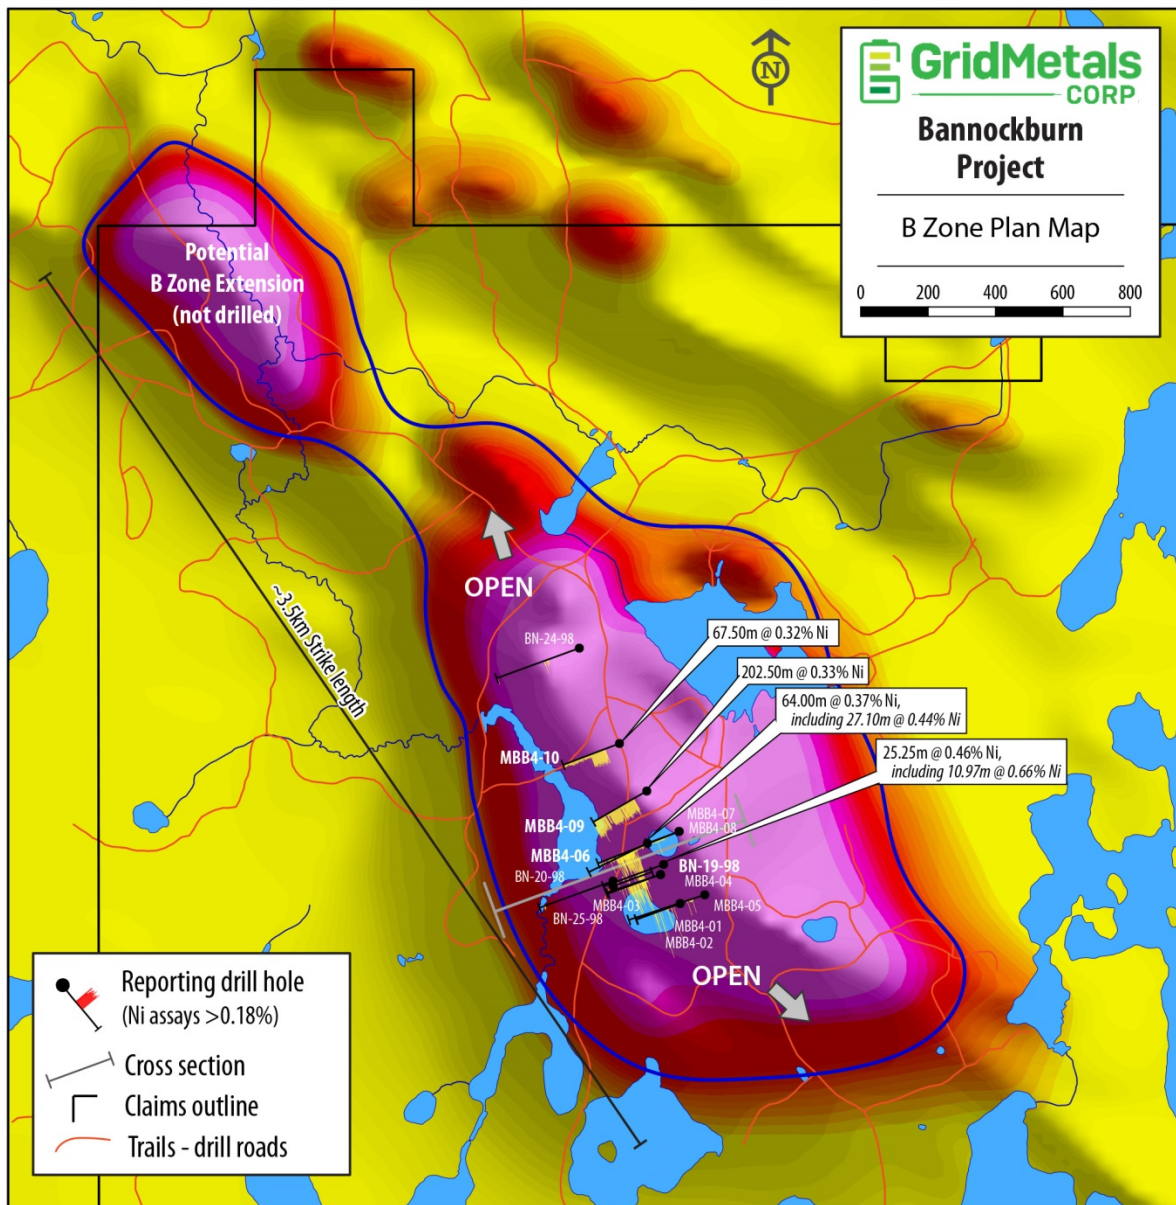 N
GridMetals
CORP.
Bannockburn
Project
B Zone Plan Map
0 200 400 600 800
Potential
B Zone Extension
(not drilled)
~3.5km Strike length
OPEN
BN-24-98
67.50m @ 0.32% Ni
202.50m @ 0.33% Ni
64.00m @ 0.37% Ni,
including 27.10m @ 0.44% Ni
25.25m @ 0.46% Ni,
including 10.97m @ 0.66% Ni
MBB4-10
MBB4-09
MBB4-07
MBB4-08
MBB4-06
BN-19-98
BN-20-98
MBB4-04
MBB4-03
MBB4-05
BN-25-98
MBB4-01
MBB4-02
OPEN
Reporting drill hole
(Ni assays >0.18%)
Cross section
Claims outline
Trails - drill roads